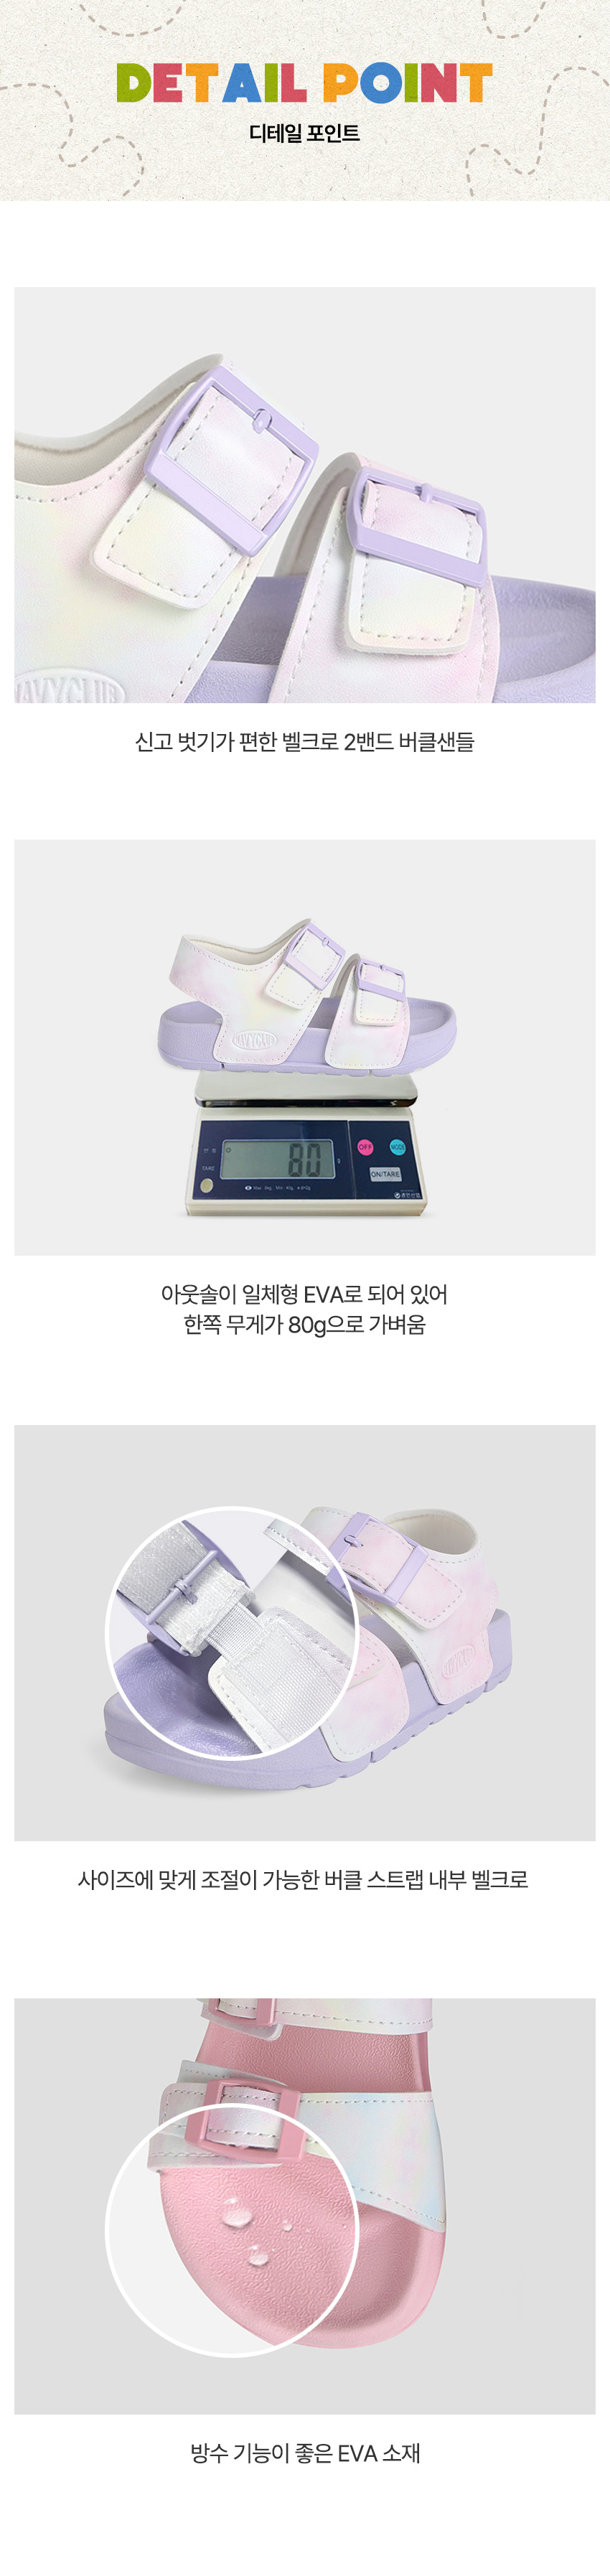 DETAIL POINT
디테일 포인트
NAVYCLUB
신고 벗기가 편한 벨크로 2밴드 버클샌들
NAVYCLUB
80
OFF
MODE
TARE
ON/TARE
아웃솔이 일체형 EVA로 되어 있어
한쪽 무게가 80g으로 가벼움
사이즈에 맞게 조절이 가능한 버클 스트랩 내부 벨크로
방수 기능이 좋은 EVA 소재